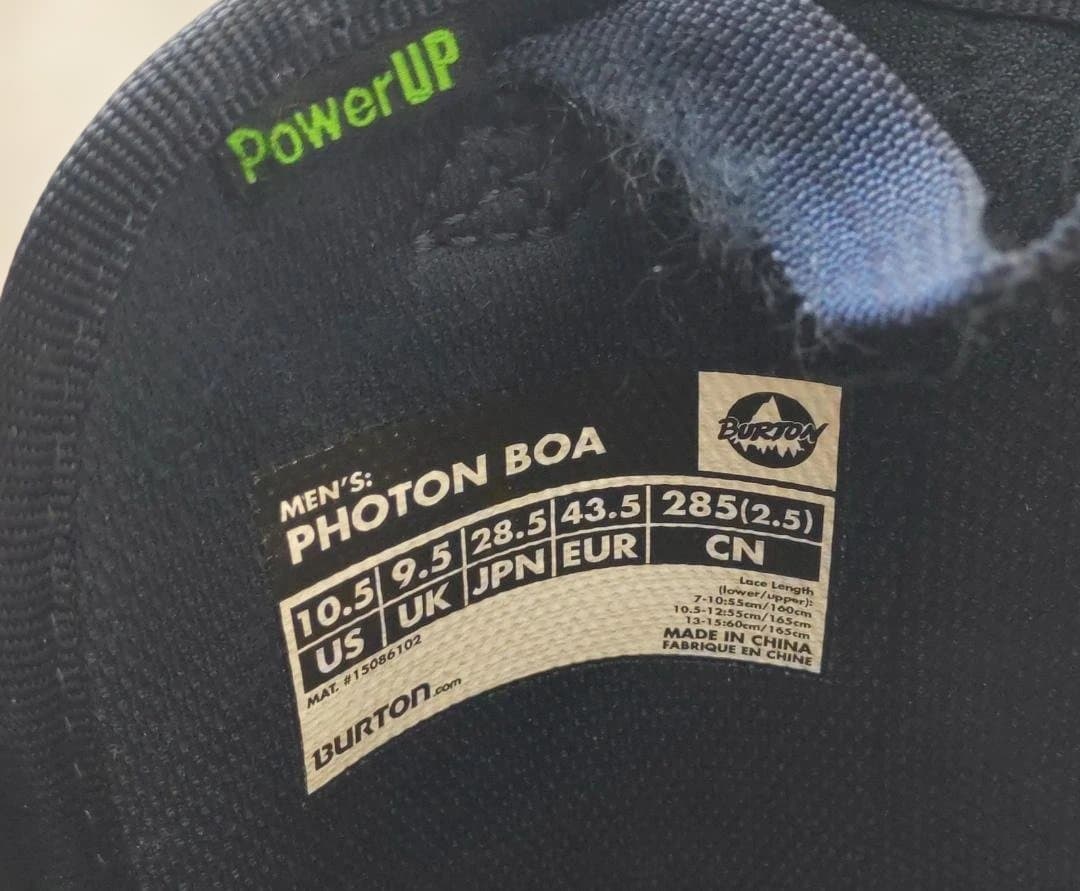 PowerUP
BURTON
MEN'S:
PHOTON BOA
10.5 9.5 28.5 43.5 285(2.5)
US UK JPN EUR CN
Lace Length
(lower/upper):
7-10:55cm/160cm
10.5-12:55cm/165cm
13-15:60cm/165cm
MADE IN CHINA
FABRIQUE EN CHINE
MAT. #15086102
BURTON.com